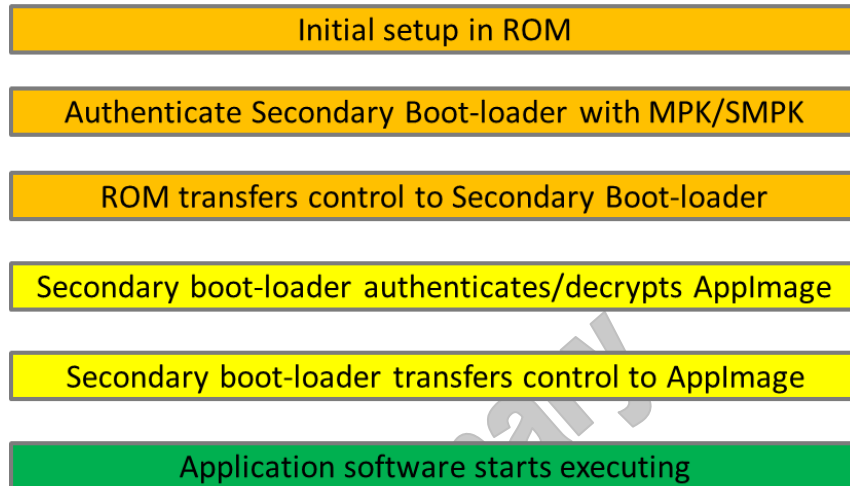 Initial setup in ROM
Authenticate Secondary Boot-loader with MPK/SMPK
ROM transfers control to Secondary Boot-loader
Secondary boot-loader authenticates/decrypts AppImage
Secondary boot-loader transfers control to AppImage
Application software starts executing